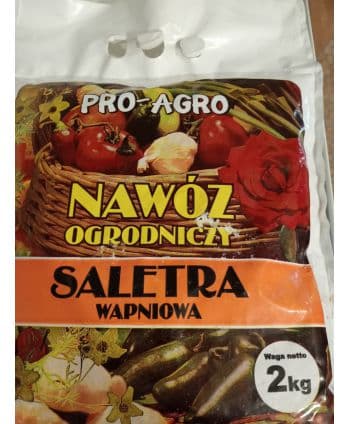 PRO-AGRO
NAWÓZ
OGRODNICZY
SALETRA
WAPNIOWA
Waga netto
2kg